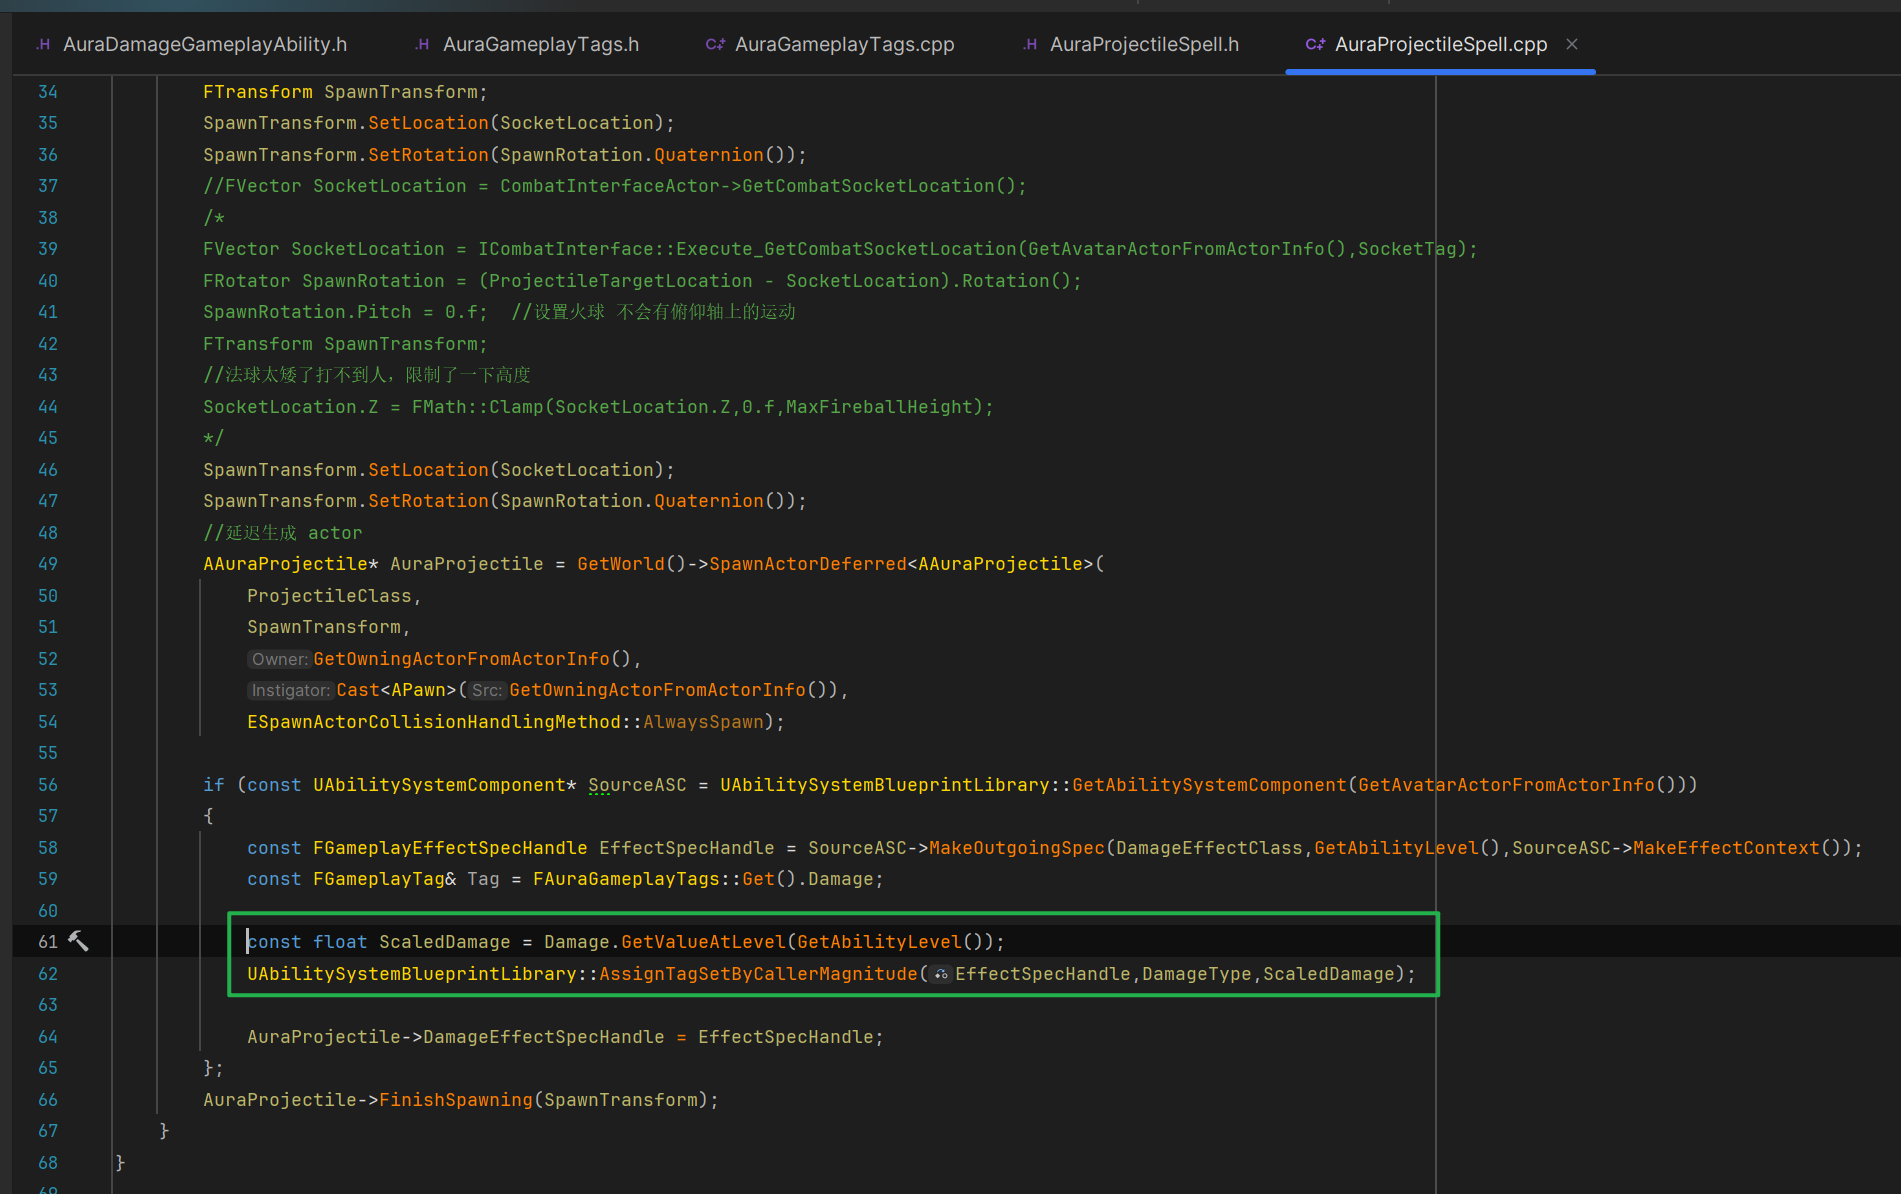 .H AuraDamageGameplayAbility.h .H AuraGameplayTags.h C++ AuraGameplayTags.cpp .H AuraProjectileSpell.h C++ AuraProjectileSpell.cpp ×
34 FTransform SpawnTransform;
35 SpawnTransform.SetLocation(SocketLocation);
36 SpawnTransform.SetRotation(SpawnRotation.Quaternion());
37 //FVector SocketLocation = CombatInterfaceActor->GetCombatSocketLocation();
38 /*
39 FVector SocketLocation = ICombatInterface::Execute_GetCombatSocketLocation(GetAvatarActorFromActorInfo(),SocketTag);
40 FRotator SpawnRotation = (ProjectileTargetLocation - SocketLocation).Rotation();
41 SpawnRotation.Pitch = 0.f; //设置火球 不会有俯仰轴上的运动
42 FTransform SpawnTransform;
43 //法球太矮了打不到人，限制了一下高度
44 SocketLocation.Z = FMath::Clamp(SocketLocation.Z,0.f,MaxFireballHeight);
45 */
46 SpawnTransform.SetLocation(SocketLocation);
47 SpawnTransform.SetRotation(SpawnRotation.Quaternion());
48 //延迟生成 actor
49 AAuraProjectile* AuraProjectile = GetWorld()->SpawnActorDeferred<AAuraProjectile>(
50 ProjectileClass,
51 SpawnTransform,
52 Owner: GetOwningActorFromActorInfo(),
53 Instigator: Cast<APawn>( Src: GetOwningActorFromActorInfo()),
54 ESpawnActorCollisionHandlingMethod::AlwaysSpawn);
55
56 if (const UAbilitySystemComponent* SourceASC = UAbilitySystemBlueprintLibrary::GetAbilitySystemComponent(GetAvatarActorFromActorInfo()))
57 {
58 const FGameplayEffectSpecHandle EffectSpecHandle = SourceASC->MakeOutgoingSpec(DamageEffectClass,GetAbilityLevel(),SourceASC->MakeEffectContext());
59 const FGameplayTag& Tag = FAuraGameplayTags::Get().Damage;
60
61 const float ScaledDamage = Damage.GetValueAtLevel(GetAbilityLevel());
62 UAbilitySystemBlueprintLibrary::AssignTagSetByCallerMagnitude(EffectSpecHandle,DamageType,ScaledDamage);
63
64 AuraProjectile->DamageEffectSpecHandle = EffectSpecHandle;
65 };
66 AuraProjectile->FinishSpawning(SpawnTransform);
67 }
68 }
69